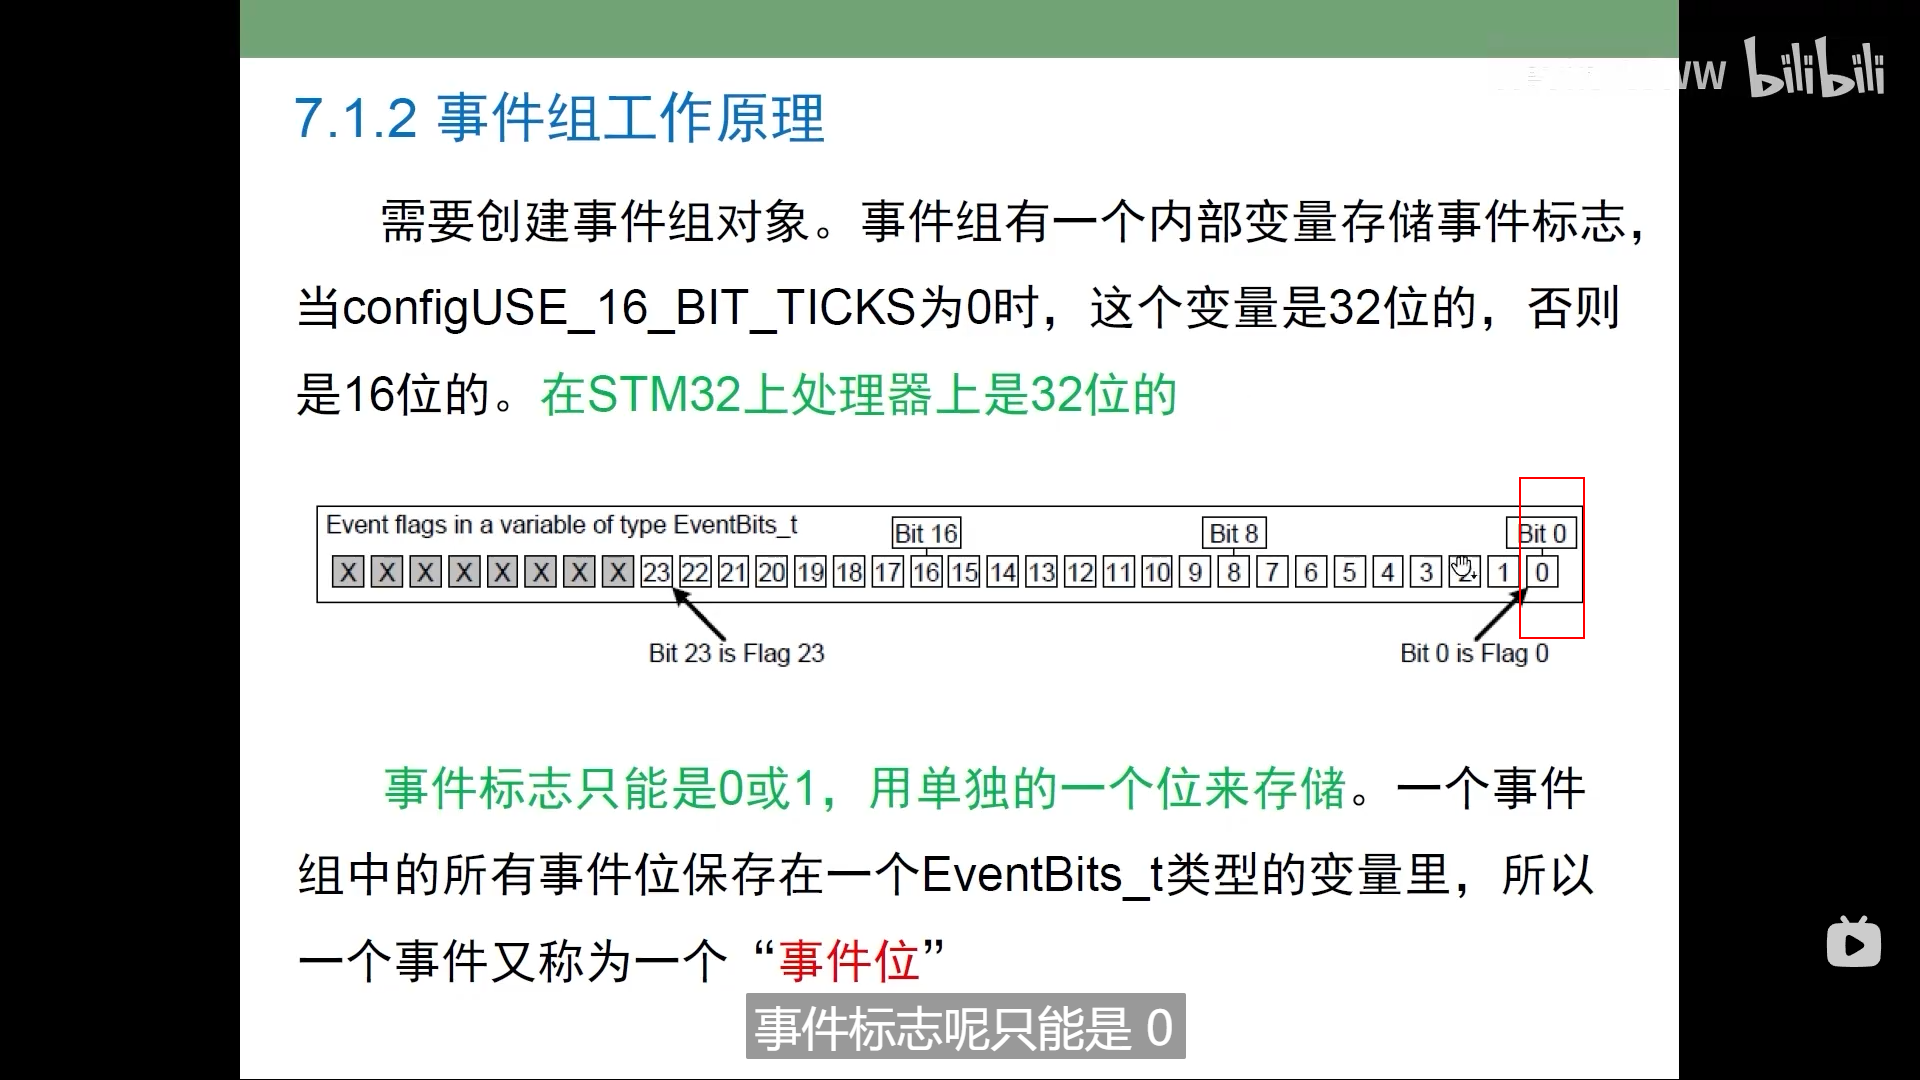 WW bilibili
7.1.2 事件组工作原理
需要创建事件组对象。事件组有一个内部变量存储事件标志，
当configUSE_16_BIT_TICKS为0时，这个变量是32位的，否则
是16位的。在STM32上处理器上是32位的
Event flags in a variable of type EventBits_t
Bit 16 Bit 8 Bit 0
X X X X X X X X 23 22 21 20 19 18 17 16 15 14 13 12 11 10 9 8 7 6 5 4 3 2 1 0
Bit 23 is Flag 23 Bit 0 is Flag 0
事件标志只能是0或1，用单独的一个位来存储。一个事件
组中的所有事件位保存在一个EventBits_t类型的变量里，所以
一个事件又称为一个“事件位”
事件标志呢只能是 0